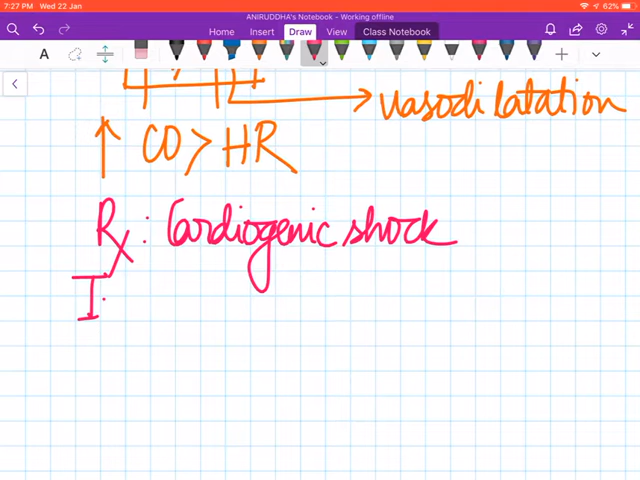 7:27 PM Wed 22 Jan
62%
ANIRUDDHA's Notebook - Working offline
Home Insert Draw View Class Notebook
A
vasodilatation
↑ CO > HR
Rx: Cardiogenic shock
I